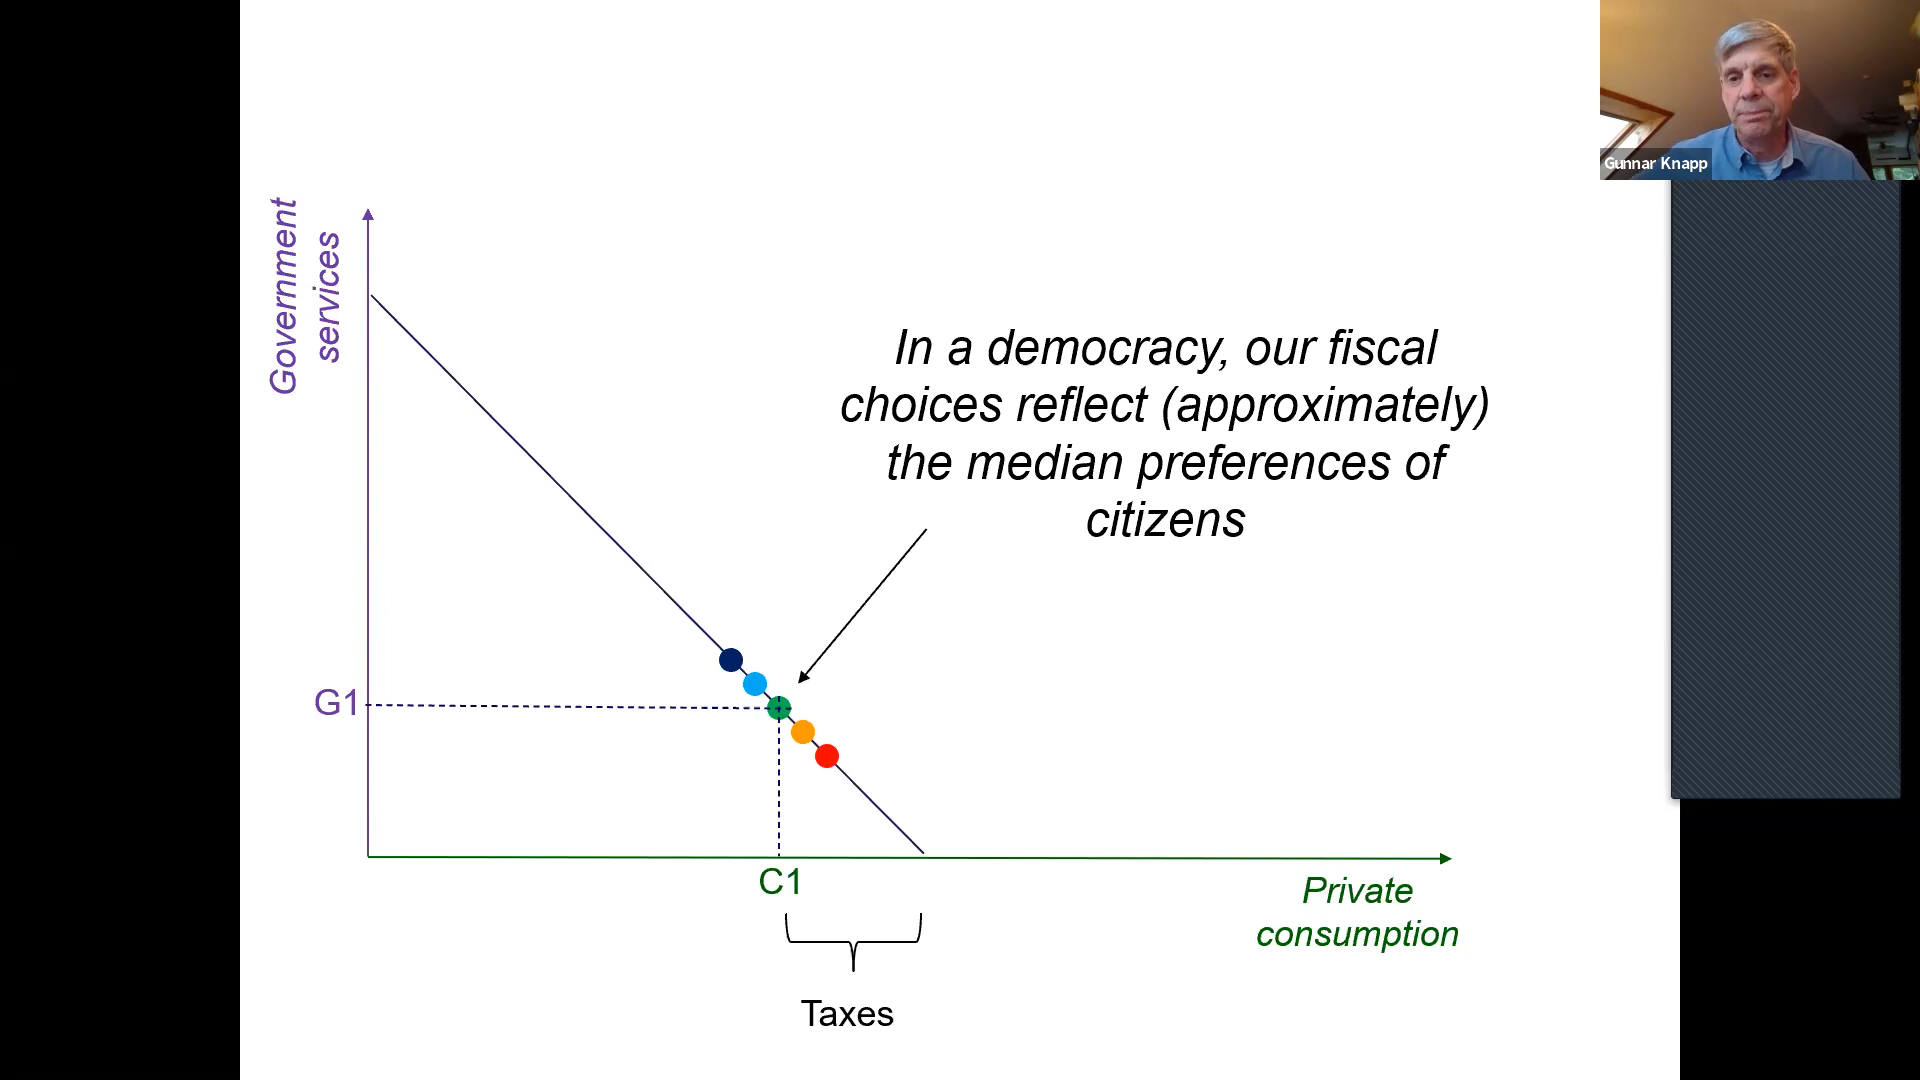 Gunnar Knapp
Government
services
In a democracy, our fiscal
choices reflect (approximately)
the median preferences of
citizens
G1
C1
Private
consumption
Taxes